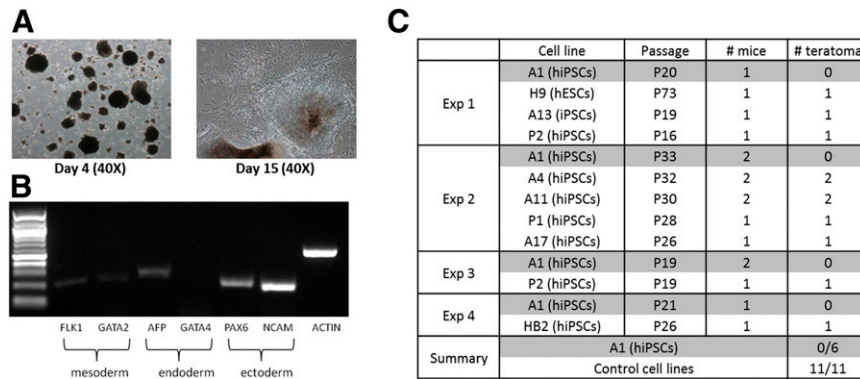 A
Day 4 (40X)
Day 15 (40X)
B
FLK1 GATA2 AFP GATA4 PAX6 NCAM ACTIN
mesoderm endoderm ectoderm
C
Cell line Passage # mice # teratoma
Exp 1
A1 (hiPSCs) P20 1 0
H9 (hESCs) P73 1 1
A13 (iPSCs) P19 1 1
P2 (hiPSCs) P16 1 1
Exp 2
A1 (hiPSCs) P33 2 0
A4 (hiPSCs) P32 2 2
A11 (hiPSCs) P30 2 2
P1 (hiPSCs) P28 1 1
A17 (hiPSCs) P26 1 1
Exp 3
A1 (hiPSCs) P19 2 0
P2 (hiPSCs) P19 1 1
Exp 4
A1 (hiPSCs) P21 1 0
HB2 (hiPSCs) P26 1 1
Summary
A1 (hiPSCs) 0/6
Control cell lines 11/11